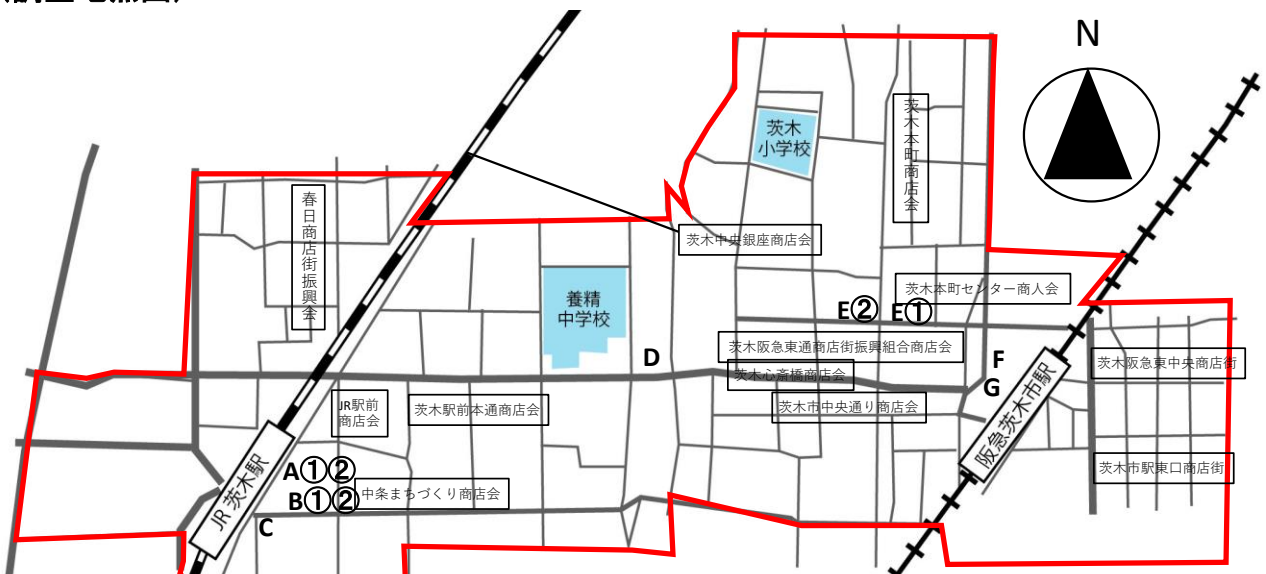 N
茨木
小学校
茨木本町商店会
春日商店街振興会
茨木中央銀座商店会
茨木本町センター商人会
養精
中学校
E② E①
D
茨木阪急東通商店街振興組合商店会
茨木心斎橋商店会
F
G
茨木阪急東中央商店街
JR駅前
商店会
茨木駅前本通商店会
茨木市中央通り商店会
阪急茨木市駅
茨木市駅東口商店街
JR 茨木駅
A①②
B①②
中条まちづくり商店会
C